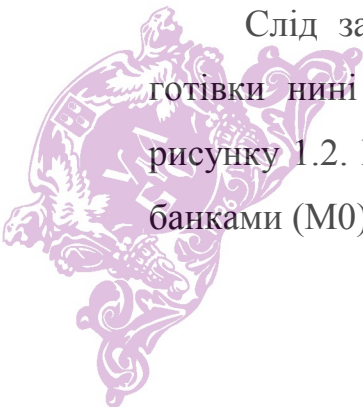 Слід за
готівки нині
рисунку 1.2.
банками (М0)